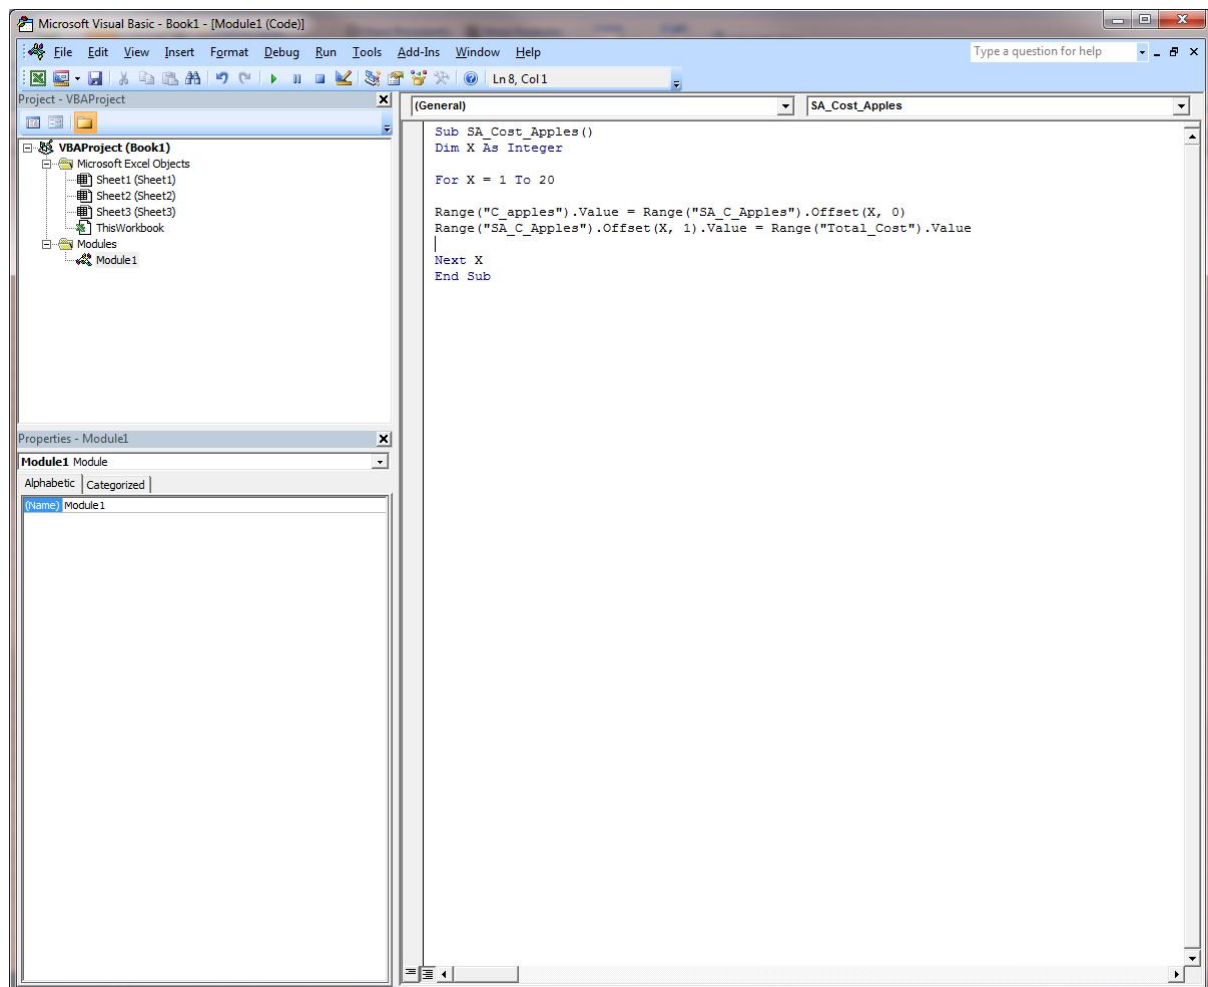 Microsoft Visual Basic - Book1 - [Module1 (Code)]
File Edit View Insert Format Debug Run Tools Add-Ins Window Help
Type a question for help
Ln 8, Col 1
Project - VBAProject
VBAProject (Book1)
Microsoft Excel Objects
Sheet1 (Sheet1)
Sheet2 (Sheet2)
Sheet3 (Sheet3)
ThisWorkbook
Modules
Module1
Properties - Module1
Module1 Module
Alphabetic Categorized
(Name) Module1
(General) SA_Cost_Apples
Sub SA_Cost_Apples()
Dim X As Integer
For X = 1 To 20
Range("C_apples").Value = Range("SA_C_Apples").Offset(X, 0)
Range("SA_C_Apples").Offset(X, 1).Value = Range("Total_Cost").Value
Next X
End Sub